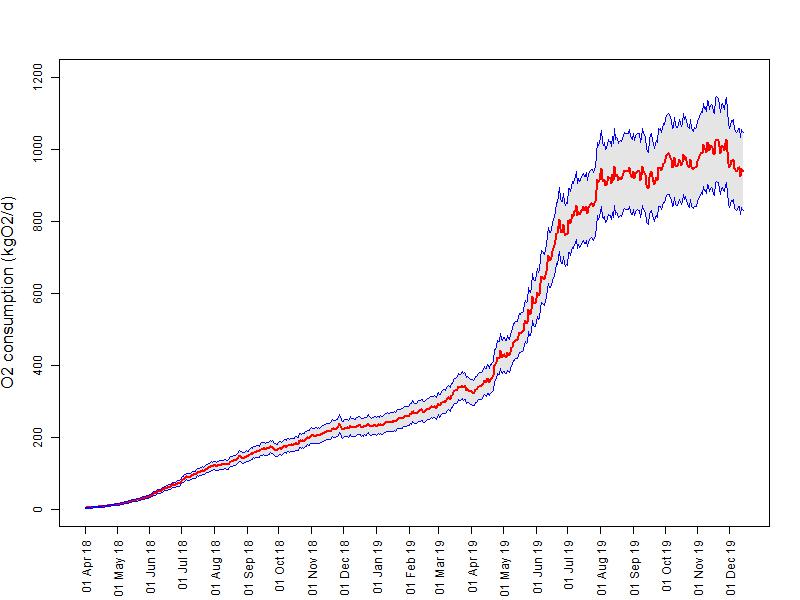 O2 consumption (kgO2/d)
1200
1000
800
600
400
200
0
01 Apr 18
01 May 18
01 Jun 18
01 Jul 18
01 Aug 18
01 Sep 18
01 Oct 18
01 Nov 18
01 Dec 18
01 Jan 19
01 Feb 19
01 Mar 19
01 Apr 19
01 May 19
01 Jun 19
01 Jul 19
01 Aug 19
01 Sep 19
01 Oct 19
01 Nov 19
01 Dec 19